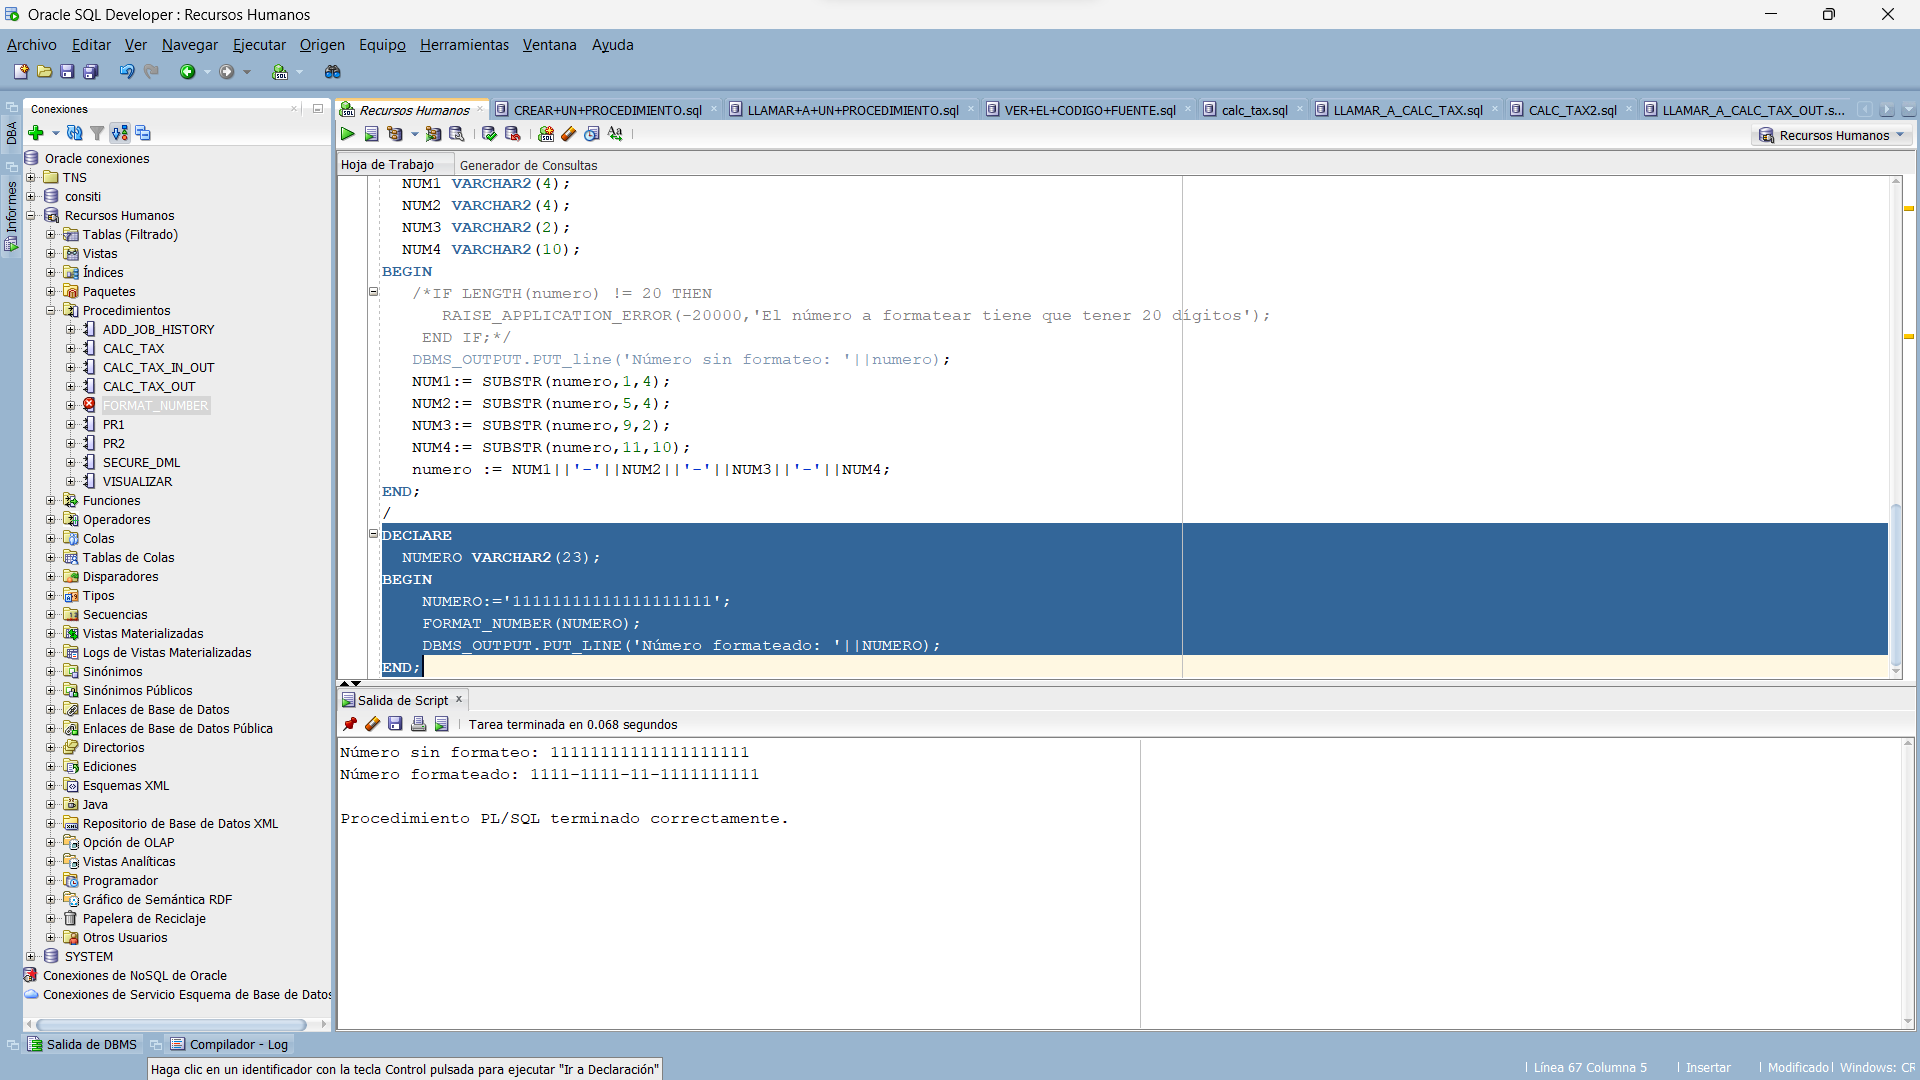 Oracle SQL Developer : Recursos Humanos
Archivo Editar Ver Navegar Ejecutar Origen Equipo Herramientas Ventana Ayuda
DBA
Informes
Conexiones
Oracle conexiones
TNS
consiti
Recursos Humanos
Tablas (Filtrado)
Vistas
Índices
Paquetes
Procedimientos
ADD_JOB_HISTORY
CALC_TAX
CALC_TAX_IN_OUT
CALC_TAX_OUT
FORMAT_NUMBER
PR1
PR2
SECURE_DML
VISUALIZAR
Funciones
Operadores
Colas
Tablas de Colas
Disparadores
Tipos
Secuencias
Vistas Materializadas
Logs de Vistas Materializadas
Sinónimos
Sinónimos Públicos
Enlaces de Base de Datos
Enlaces de Base de Datos Pública
Directorios
Ediciones
Esquemas XML
Java
Repositorio de Base de Datos XML
Opción de OLAP
Vistas Analíticas
Programador
Gráfico de Semántica RDF
Papelera de Reciclaje
Otros Usuarios
SYSTEM
Conexiones de NoSQL de Oracle
Conexiones de Servicio Esquema de Base de Datos
Recursos Humanos CREAR+UN+PROCEDIMIENTO.sql LLAMAR+A+UN+PROCEDIMIENTO.sql VER+EL+CODIGO+FUENTE.sql calc_tax.sql LLAMAR_A_CALC_TAX.sql CALC_TAX2.sql LLAMAR_A_CALC_TAX_OUT.s...
Recursos Humanos
Hoja de Trabajo Generador de Consultas
NUM1 VARCHAR2(4);
NUM2 VARCHAR2(4);
NUM3 VARCHAR2(2);
NUM4 VARCHAR2(10);
BEGIN
/*IF LENGTH(numero) != 20 THEN
RAISE_APPLICATION_ERROR(-20000,'El número a formatear tiene que tener 20 dígitos');
END IF;*/
DBMS_OUTPUT.PUT_line('Número sin formateo: '||numero);
NUM1:= SUBSTR(numero,1,4);
NUM2:= SUBSTR(numero,5,4);
NUM3:= SUBSTR(numero,9,2);
NUM4:= SUBSTR(numero,11,10);
numero := NUM1||'-'||NUM2||'-'||NUM3||'-'||NUM4;
END;
/
DECLARE
NUMERO VARCHAR2(23);
BEGIN
NUMERO:='11111111111111111111';
FORMAT_NUMBER(NUMERO);
DBMS_OUTPUT.PUT_LINE('Número formateado: '||NUMERO);
END;
Salida de Script
Tarea terminada en 0.068 segundos
Número sin formateo: 11111111111111111111
Número formateado: 1111-1111-11-1111111111
Procedimiento PL/SQL terminado correctamente.
Salida de DBMS Compilador - Log
Haga clic en un identificador con la tecla Control pulsada para ejecutar "Ir a Declaración"
Línea 67 Columna 5 Insertar Modificado Windows: CR